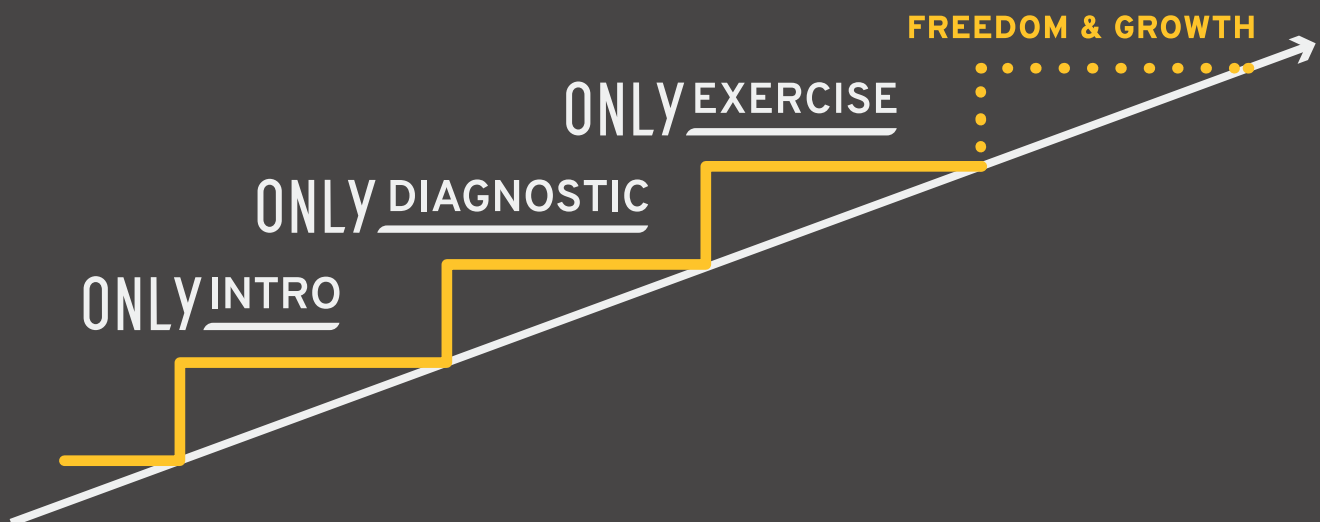 FREEDOM & GROWTH
ONLY EXERCISE
ONLY DIAGNOSTIC
ONLY INTRO